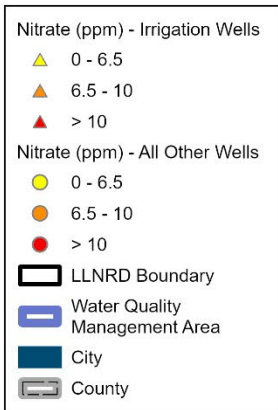 Nitrate (ppm) - Irrigation Wells
0 - 6.5
6.5 - 10
> 10
Nitrate (ppm) - All Other Wells
0 - 6.5
6.5 - 10
> 10
LLNRD Boundary
Water Quality
Management Area
City
County